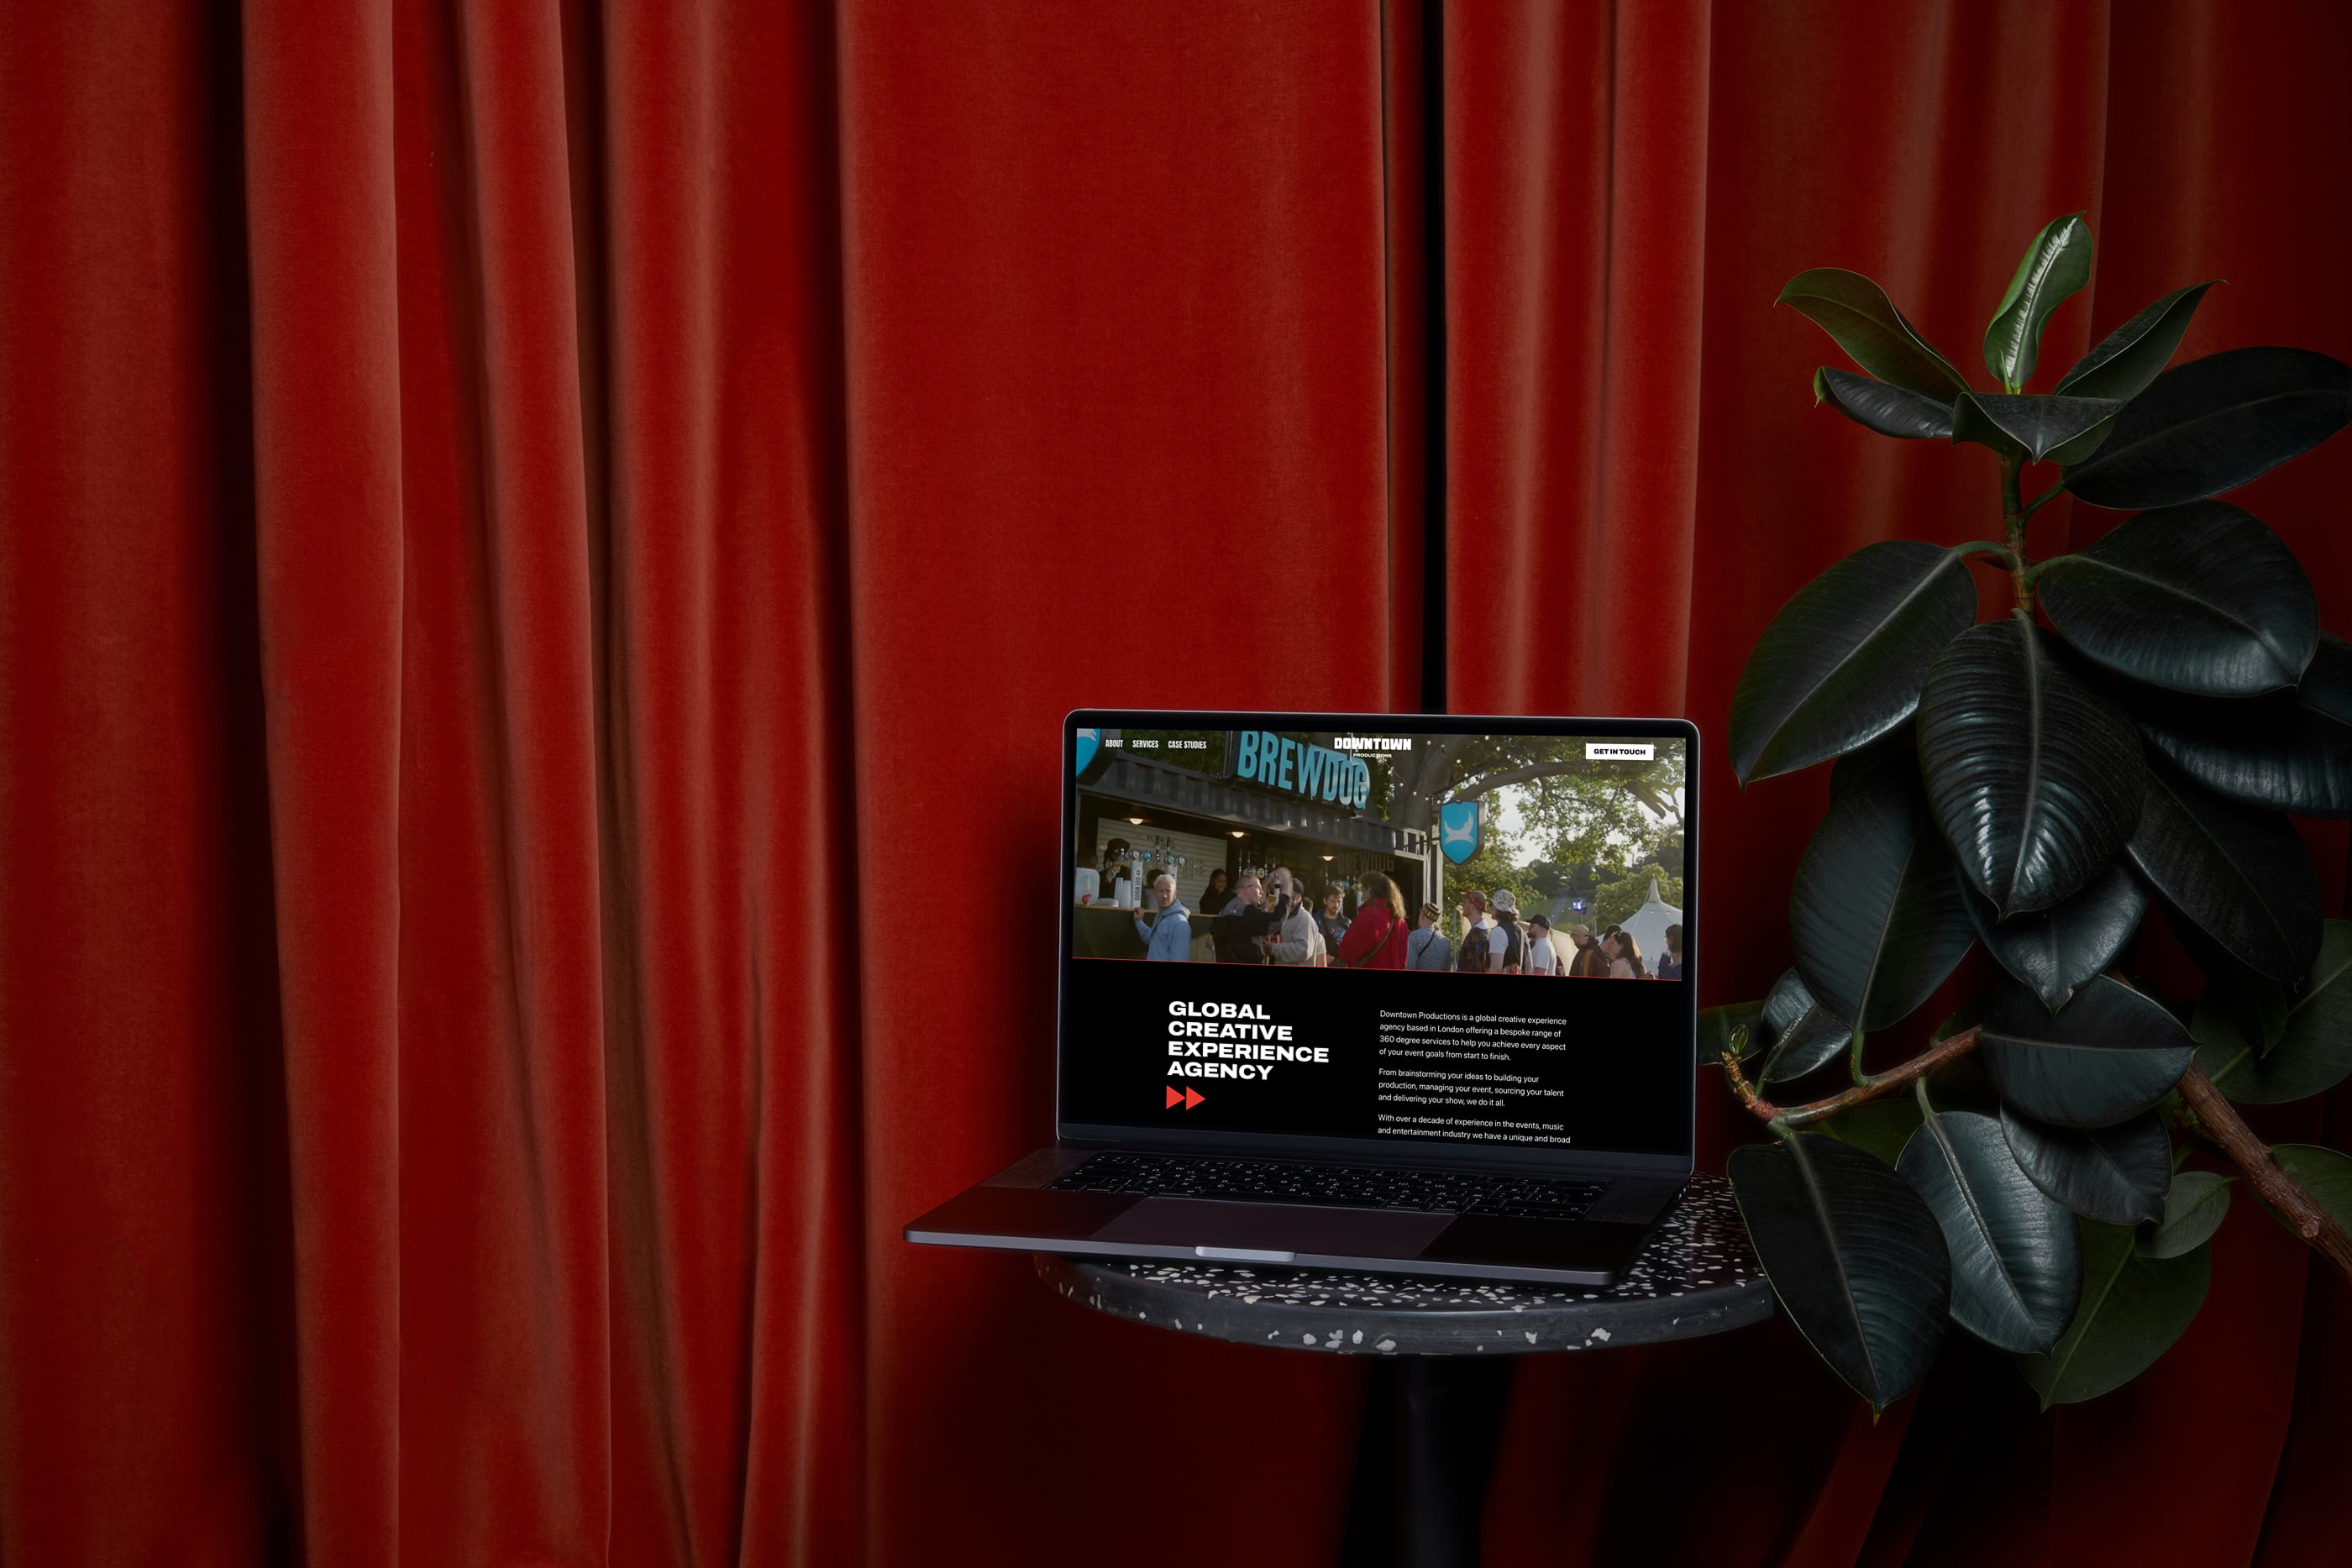 ABOUT SERVICES CASE STUDIES
DOWNTOWN
PRODUCTIONS
GET IN TOUCH
BREWDOG
GLOBAL
CREATIVE
EXPERIENCE
AGENCY
Downtown Productions is a global creative experience
agency based in London offering a bespoke range of
360 degree services to help you achieve every aspect
of your event goals from start to finish.
From brainstorming your ideas to building your
production, managing your event, sourcing your talent
and delivering your show, we do it all.
With over a decade of experience in the events, music
and entertainment industry we have a unique and broad